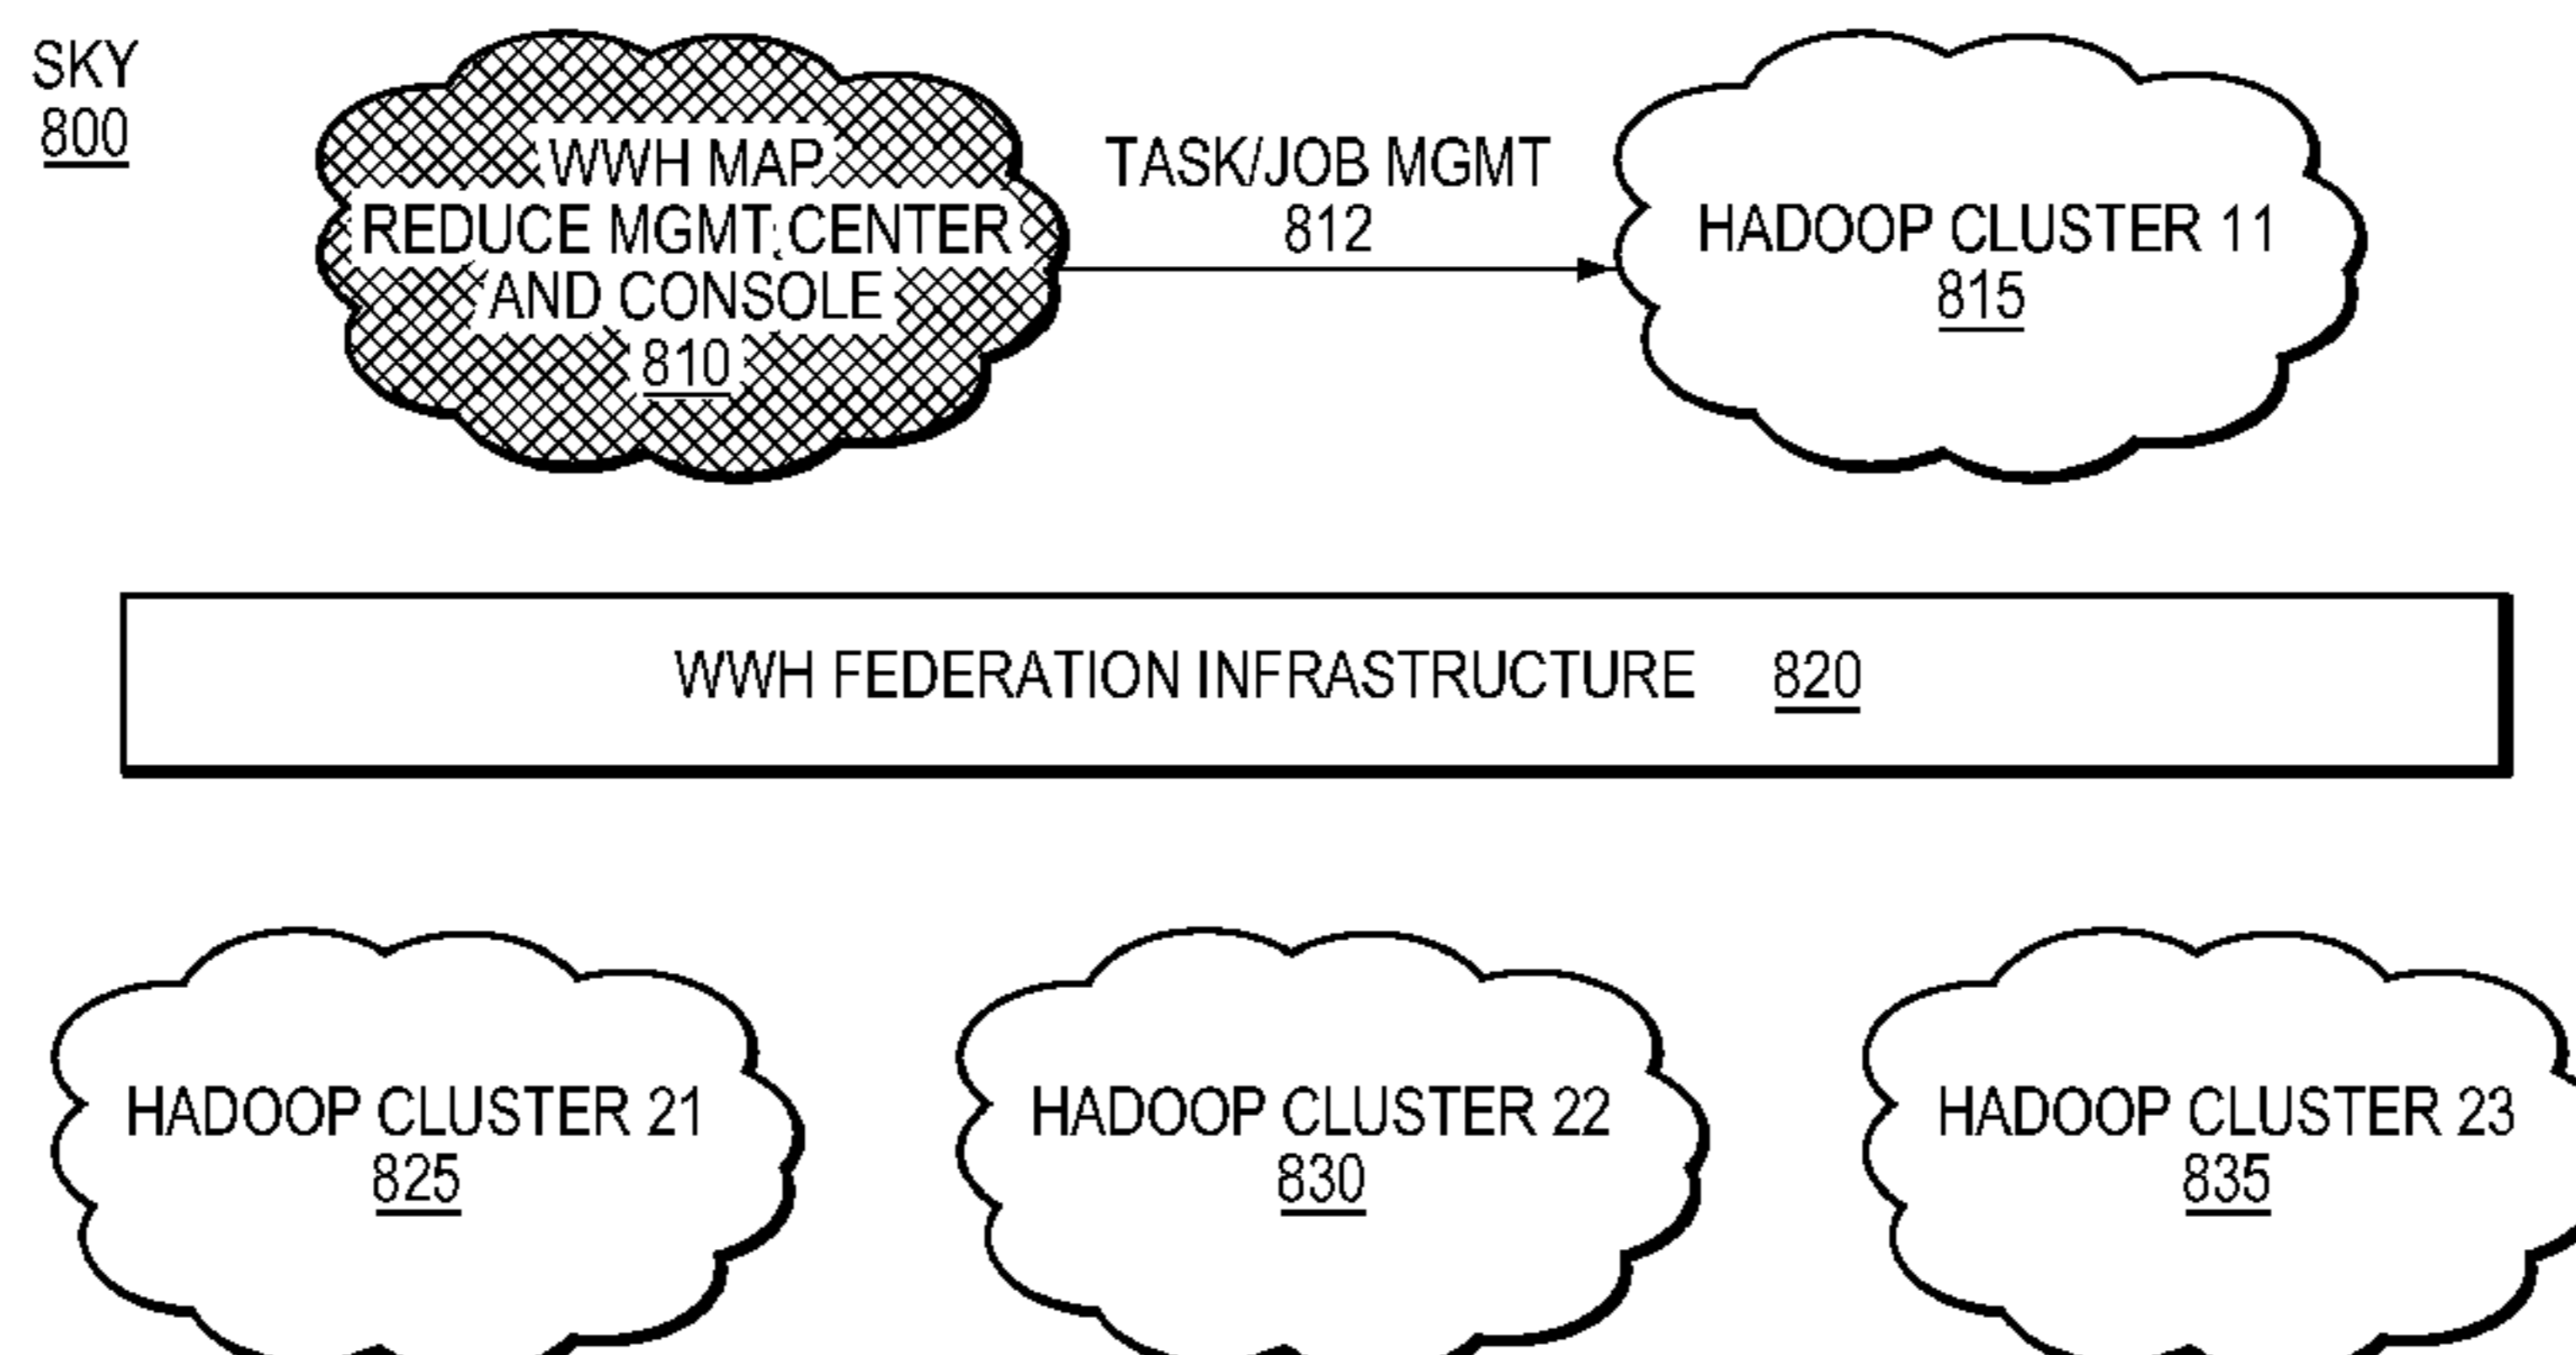 SKY
800
WWH MAP
REDUCE MGMT CENTER
AND CONSOLE
810
TASK/JOB MGMT
812
HADOOP CLUSTER 11
815
WWH FEDERATION INFRASTRUCTURE 820
HADOOP CLUSTER 21
825
HADOOP CLUSTER 22
830
HADOOP CLUSTER 23
835